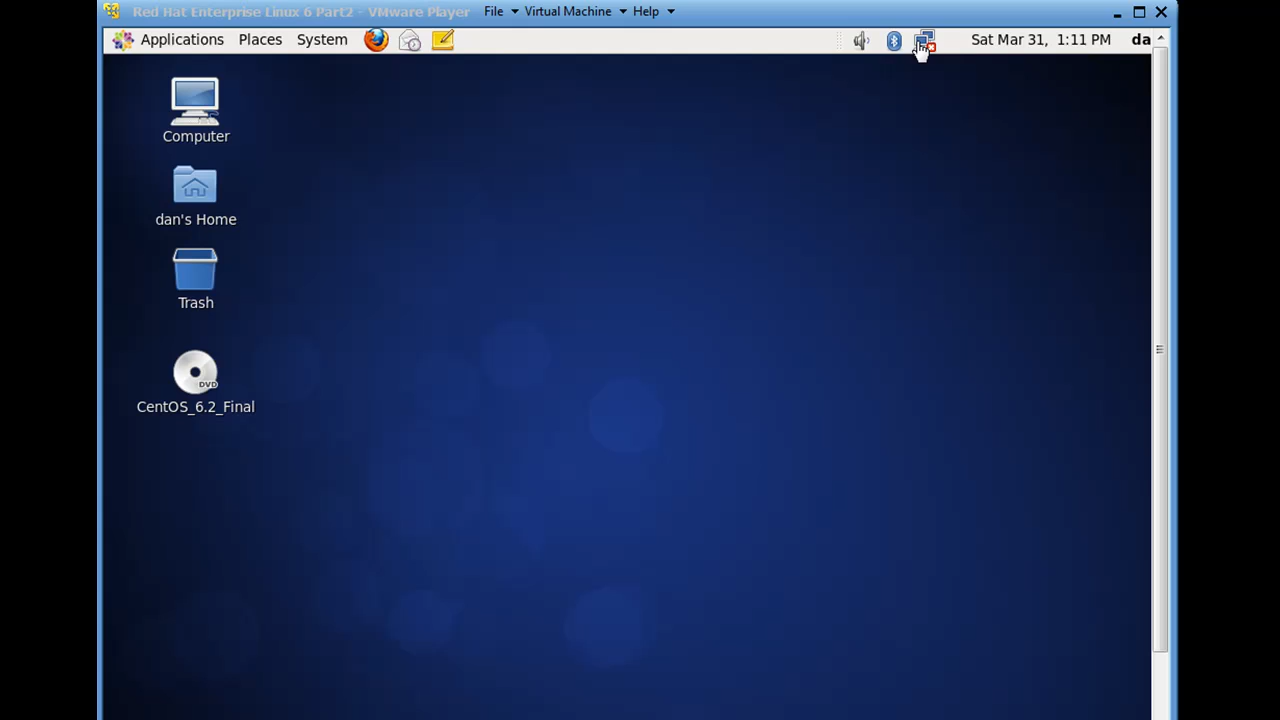 Red Hat Enterprise Linux 6 Part2 - VMware Player File Virtual Machine Help
Applications Places System Sat Mar 31, 1:11 PM da
Computer
dan's Home
Trash
DVD
CentOS_6.2_Final